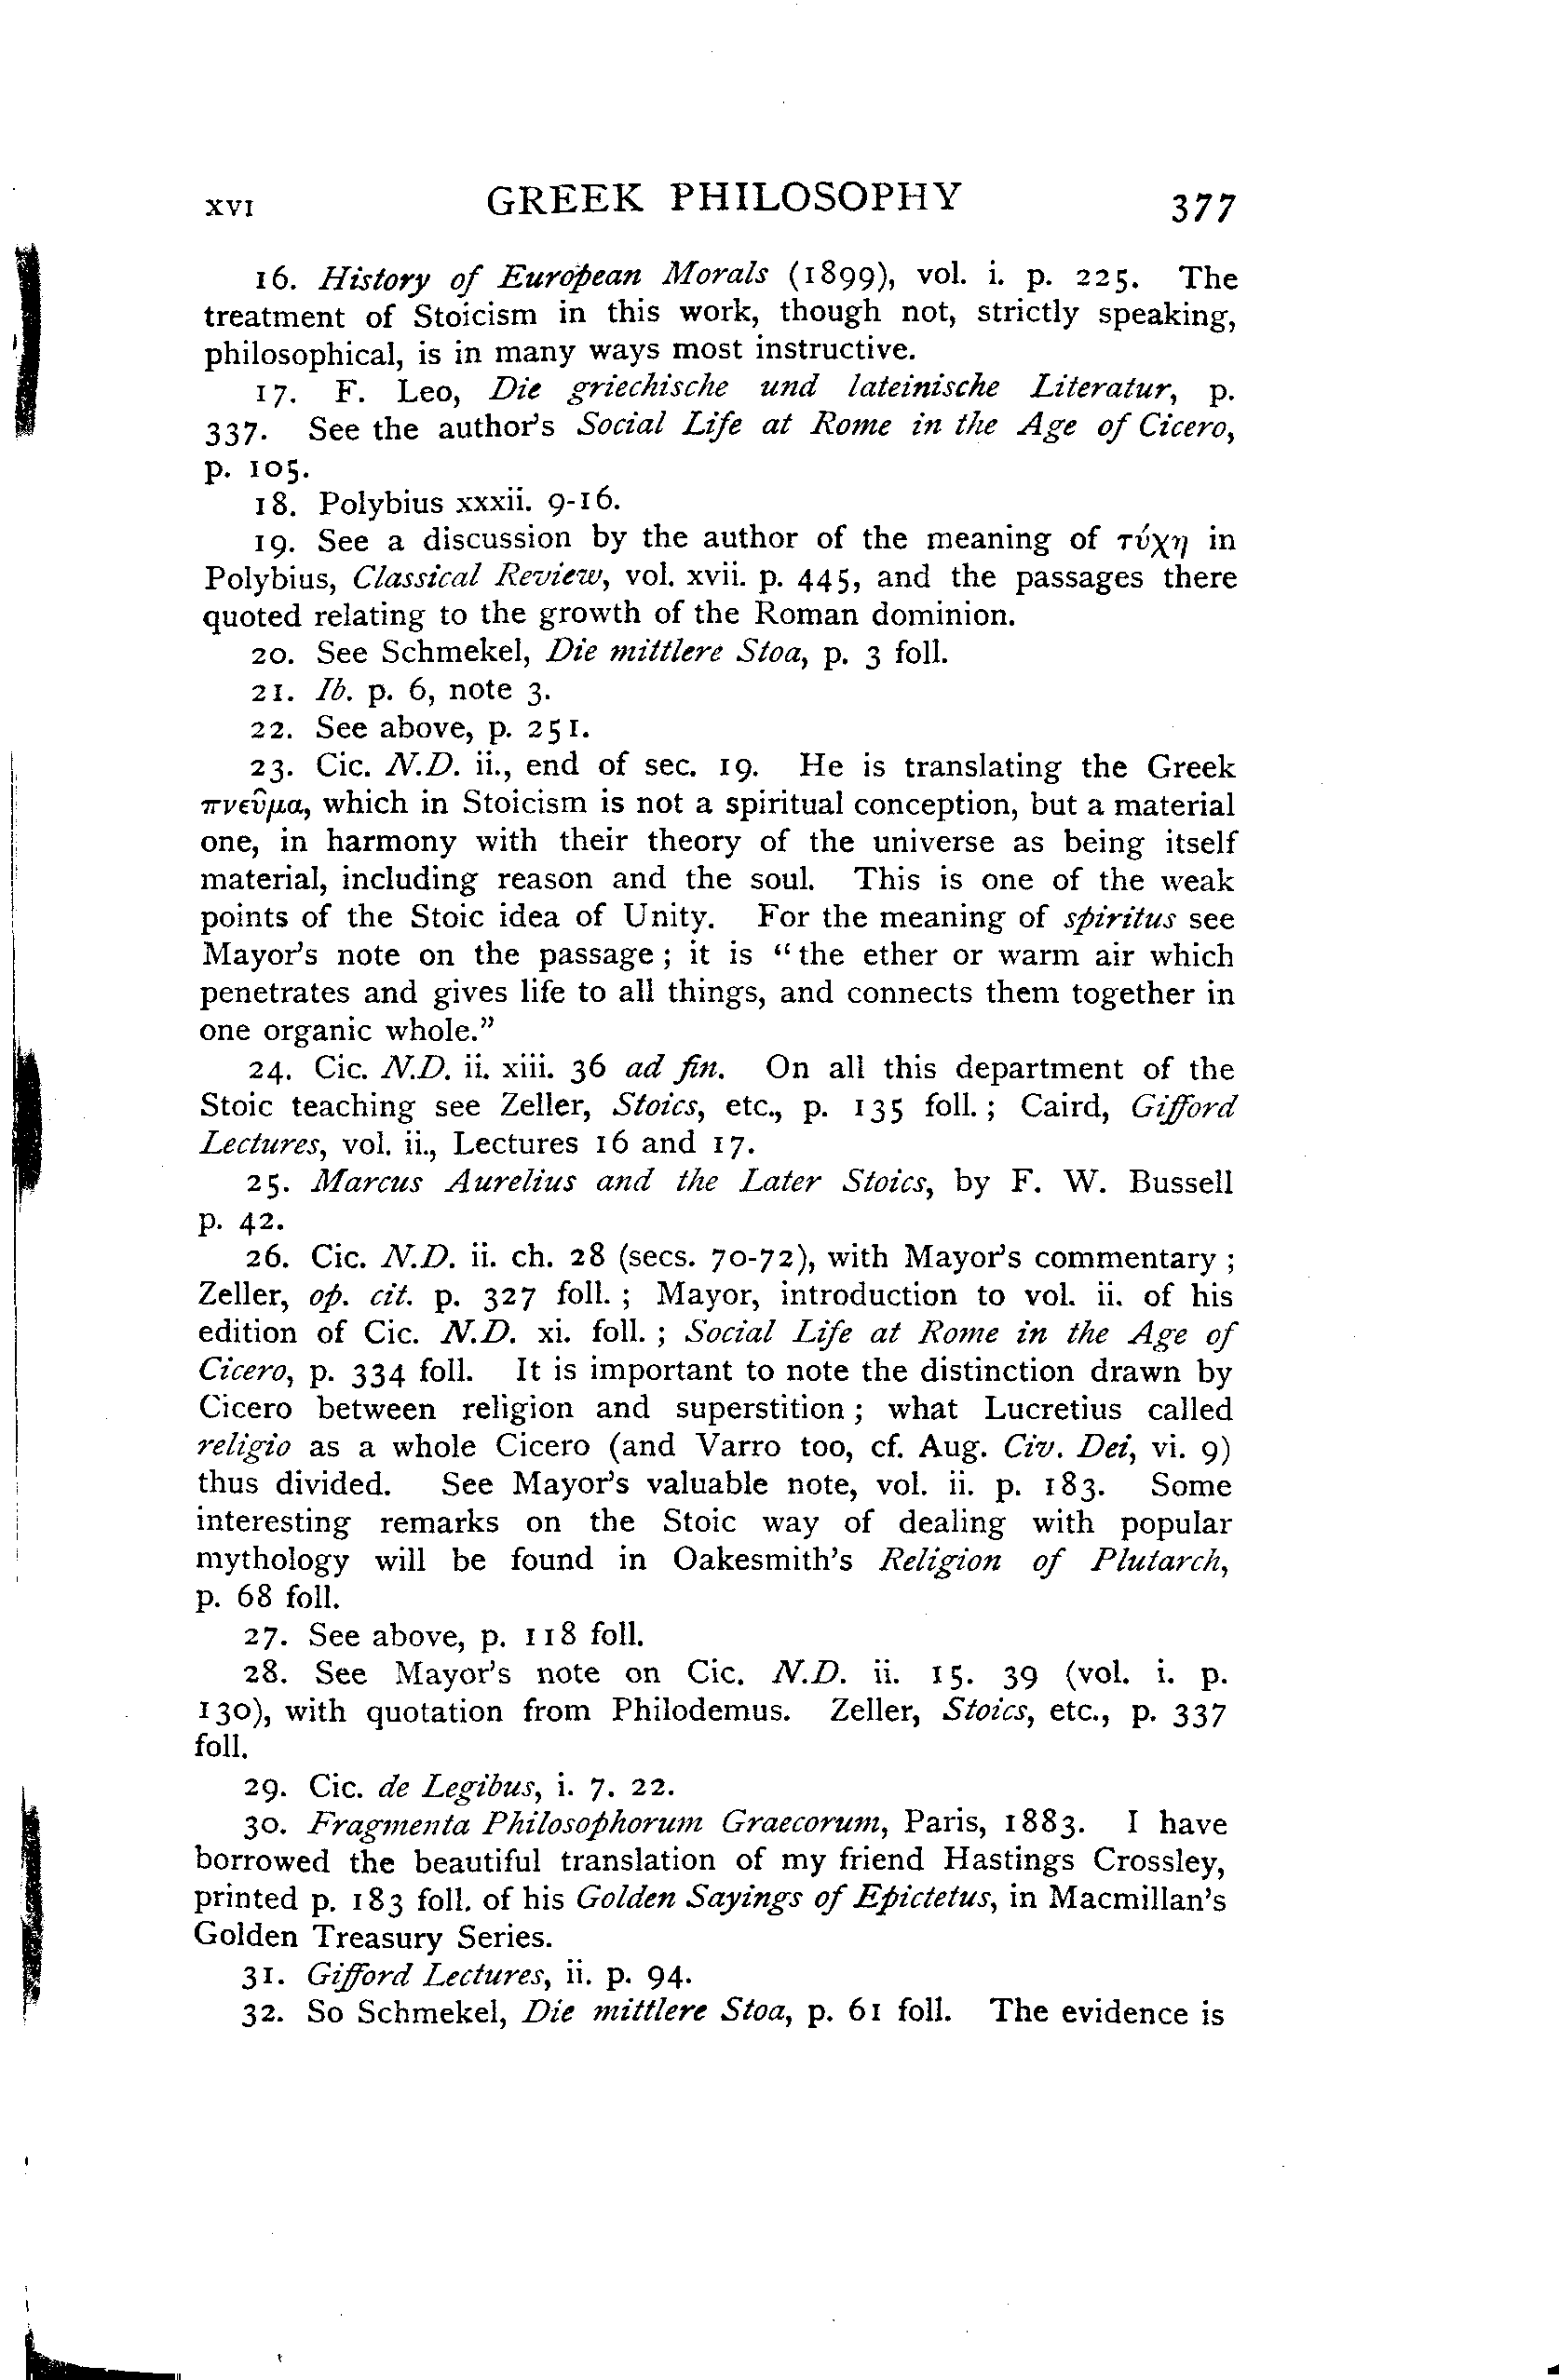 XVI GREEK PHILOSOPHY 377
16. History of European Morals (1899), vol. i. p. 225. The
treatment of Stoicism in this work, though not, strictly speaking,
philosophical, is in many ways most instructive.
17. F. Leo, Die griechische und lateinische Literatur, p.
337. See the author's Social Life at Rome in the Age of Cicero,
p. 105.
18. Polybius xxxii. 9-16.
19. See a discussion by the author of the meaning of τύχη in
Polybius, Classical Review, vol. xvii. p. 445, and the passages there
quoted relating to the growth of the Roman dominion.
20. See Schmekel, Die mittlere Stoa, p. 3 foll.
21. Ib. p. 6, note 3.
22. See above, p. 251.
23. Cic. N.D. ii., end of sec. 19. He is translating the Greek
πνεῦμα, which in Stoicism is not a spiritual conception, but a material
one, in harmony with their theory of the universe as being itself
material, including reason and the soul. This is one of the weak
points of the Stoic idea of Unity. For the meaning of spiritus see
Mayor's note on the passage; it is "the ether or warm air which
penetrates and gives life to all things, and connects them together in
one organic whole."
24. Cic. N.D. ii. xiii. 36 ad fin. On all this department of the
Stoic teaching see Zeller, Stoics, etc., p. 135 foll.; Caird, Gifford
Lectures, vol. ii., Lectures 16 and 17.
25. Marcus Aurelius and the Later Stoics, by F. W. Bussell
p. 42.
26. Cic. N.D. ii. ch. 28 (secs. 70-72), with Mayor's commentary;
Zeller, op. cit. p. 327 foll.; Mayor, introduction to vol. ii. of his
edition of Cic. N.D. xi. foll.; Social Life at Rome in the Age of
Cicero, p. 334 foll. It is important to note the distinction drawn by
Cicero between religion and superstition; what Lucretius called
religio as a whole Cicero (and Varro too, cf. Aug. Civ. Dei, vi. 9)
thus divided. See Mayor's valuable note, vol. ii. p. 183. Some
interesting remarks on the Stoic way of dealing with popular
mythology will be found in Oakesmith's Religion of Plutarch,
p. 68 foll.
27. See above, p. 118 foll.
28. See Mayor's note on Cic. N.D. ii. 15. 39 (vol. i. p.
130), with quotation from Philodemus. Zeller, Stoics, etc., p. 337
foll.
29. Cic. de Legibus, i. 7. 22.
30. Fragmenta Philosophorum Graecorum, Paris, 1883. I have
borrowed the beautiful translation of my friend Hastings Crossley,
printed p. 183 foll. of his Golden Sayings of Epictetus, in Macmillan's
Golden Treasury Series.
31. Gifford Lectures, ii. p. 94.
32. So Schmekel, Die mittlere Stoa, p. 61 foll. The evidence is